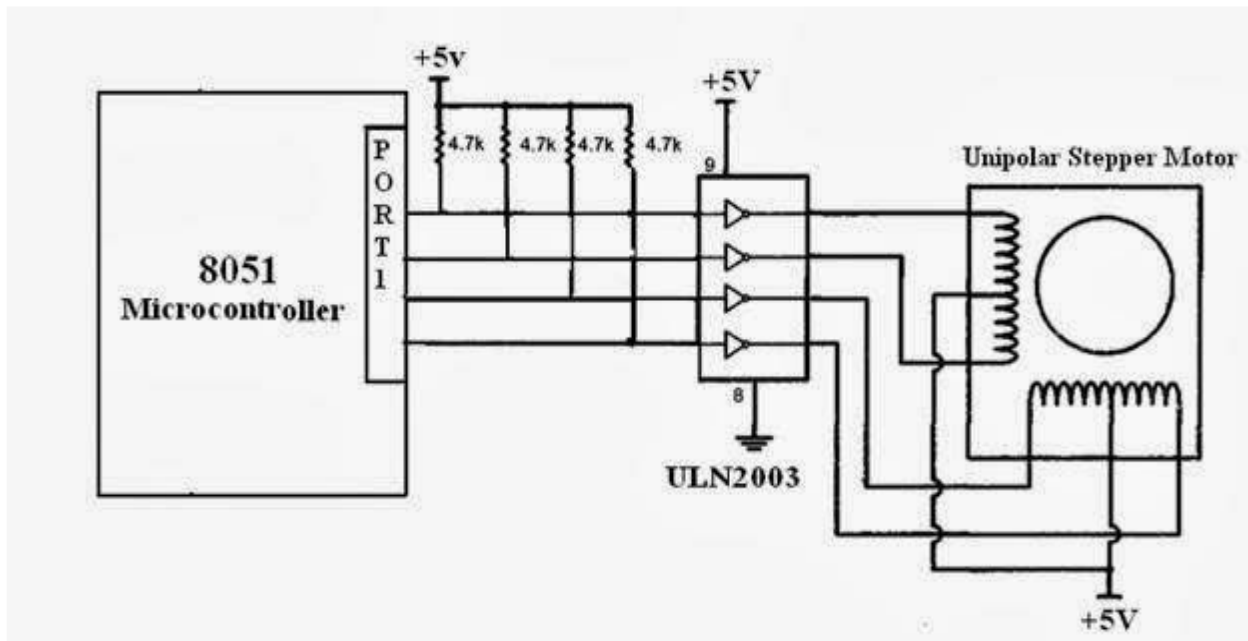 +5v
+5V
4.7k 4.7k 4.7k 4.7k
P
O
R
T
1
9
Unipolar Stepper Motor
8051
Microcontroller
8
ULN2003
+5V